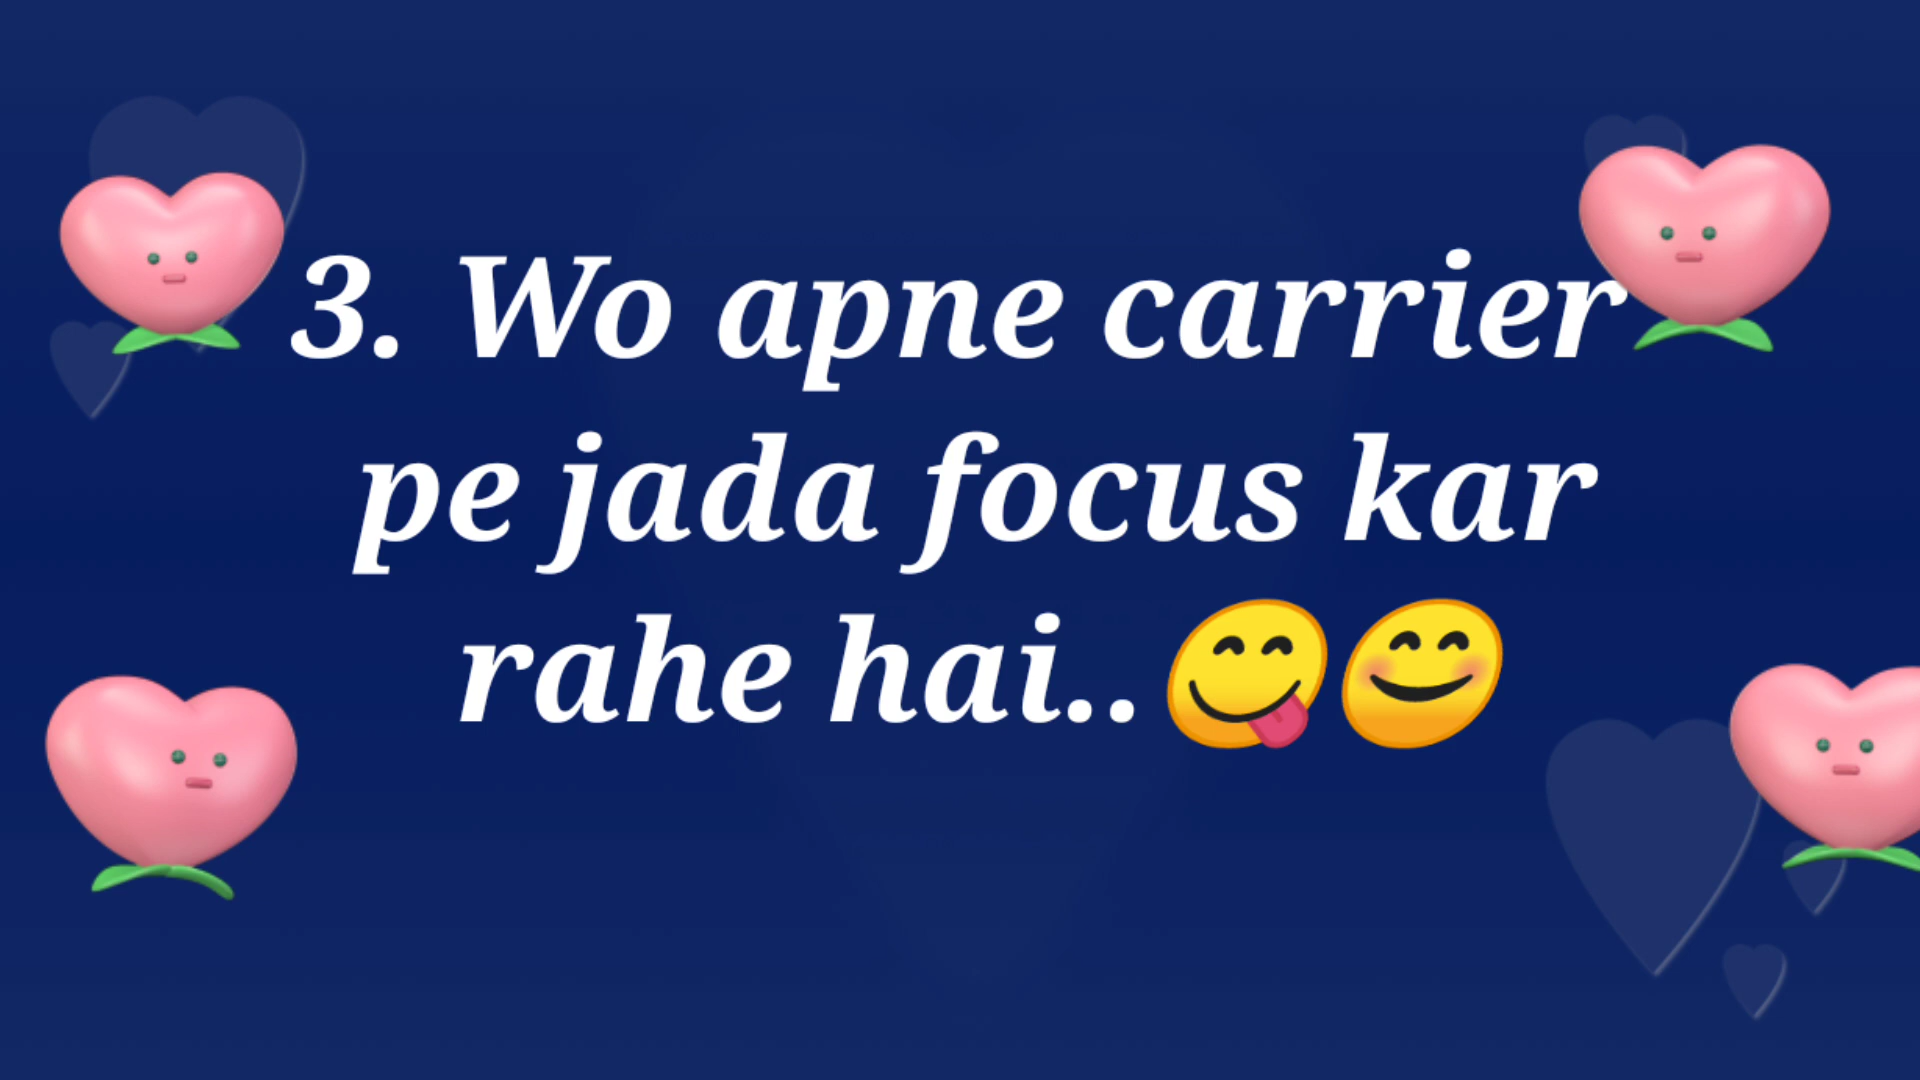 3. Wo apne carrier
pe jada focus kar
rahe hai..😋😊